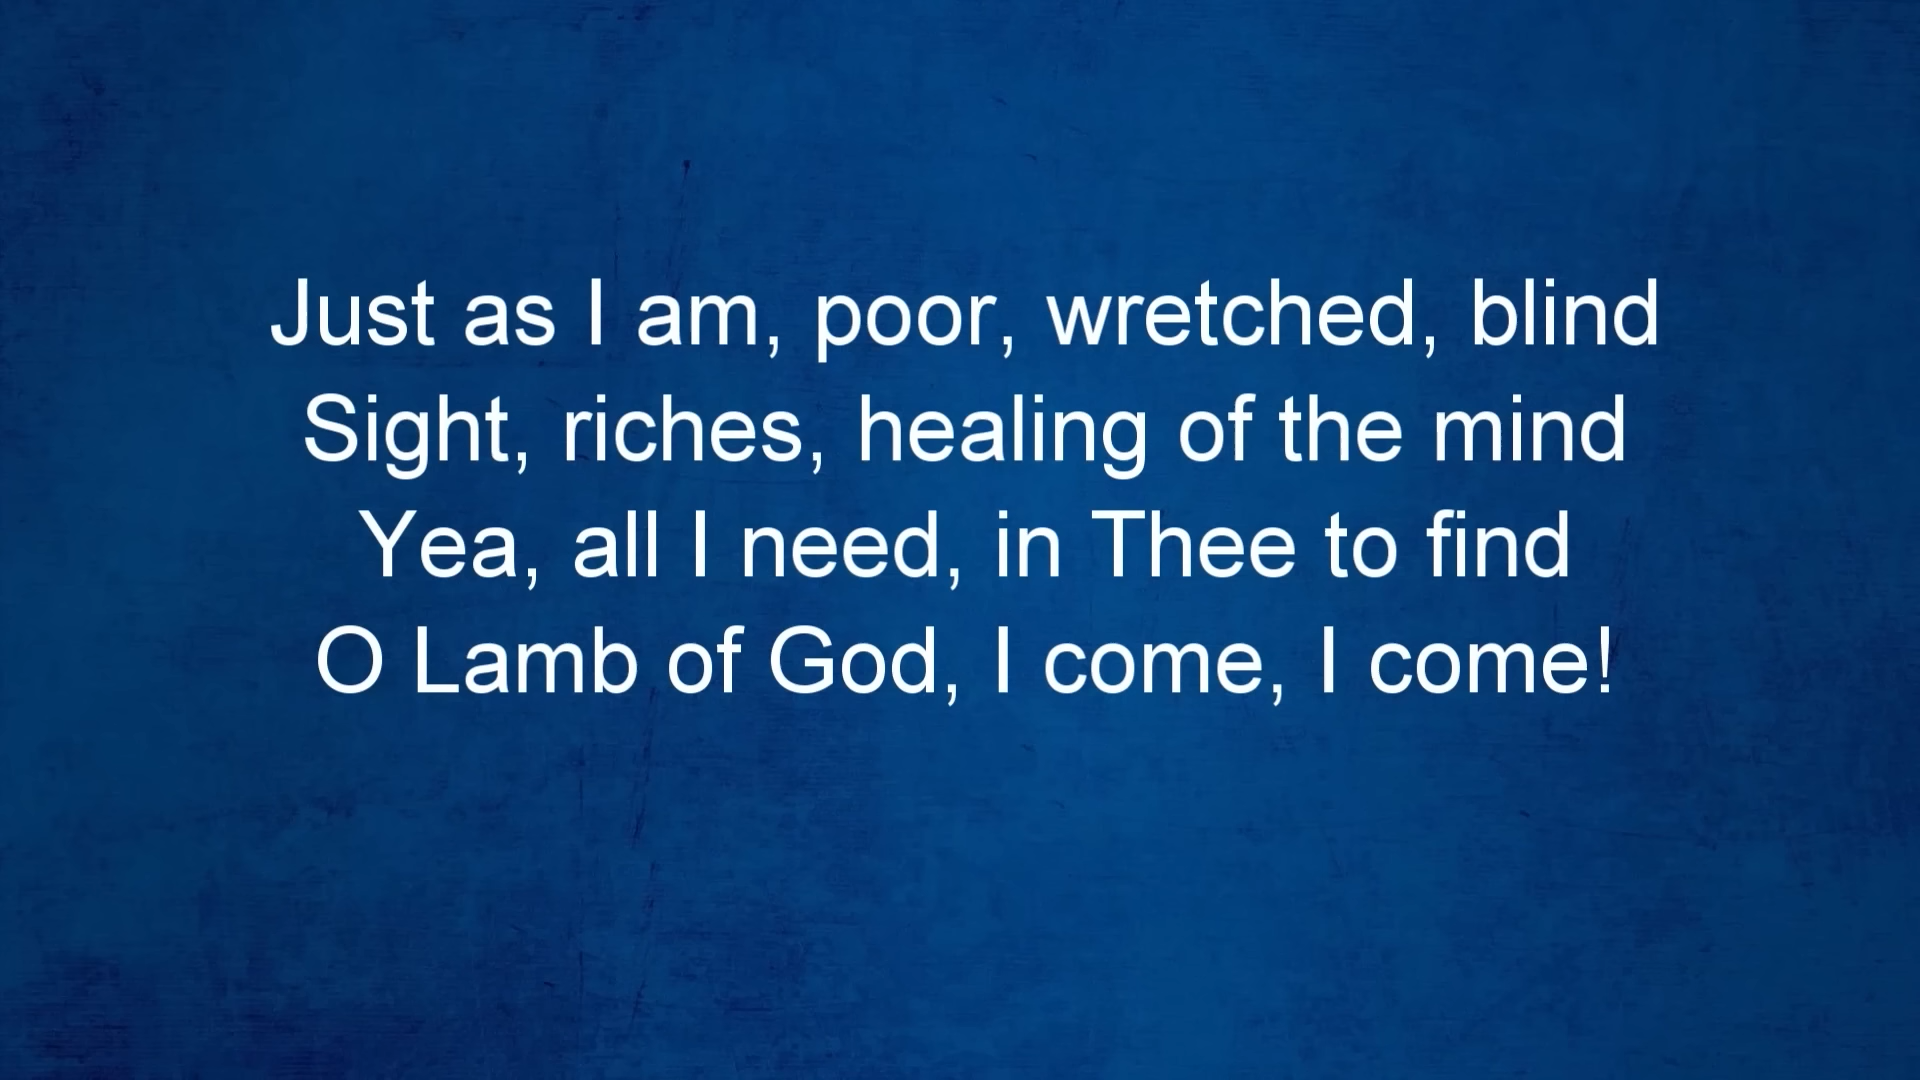 Just as I am, poor, wretched, blind
Sight, riches, healing of the mind
Yea, all I need, in Thee to find
O Lamb of God, I come, I come!